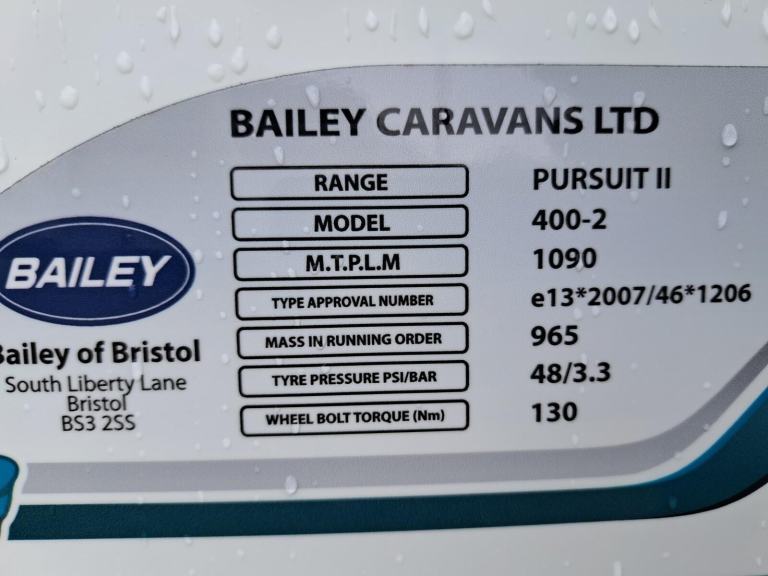 BAILEY CARAVANS LTD
RANGE PURSUIT II
MODEL 400-2
M.T.P.L.M 1090
TYPE APPROVAL NUMBER e13*2007/46*1206
MASS IN RUNNING ORDER 965
TYRE PRESSURE PSI/BAR 48/3.3
WHEEL BOLT TORQUE (Nm) 130
BAILEY
Bailey of Bristol
South Liberty Lane
Bristol
BS3 2SS